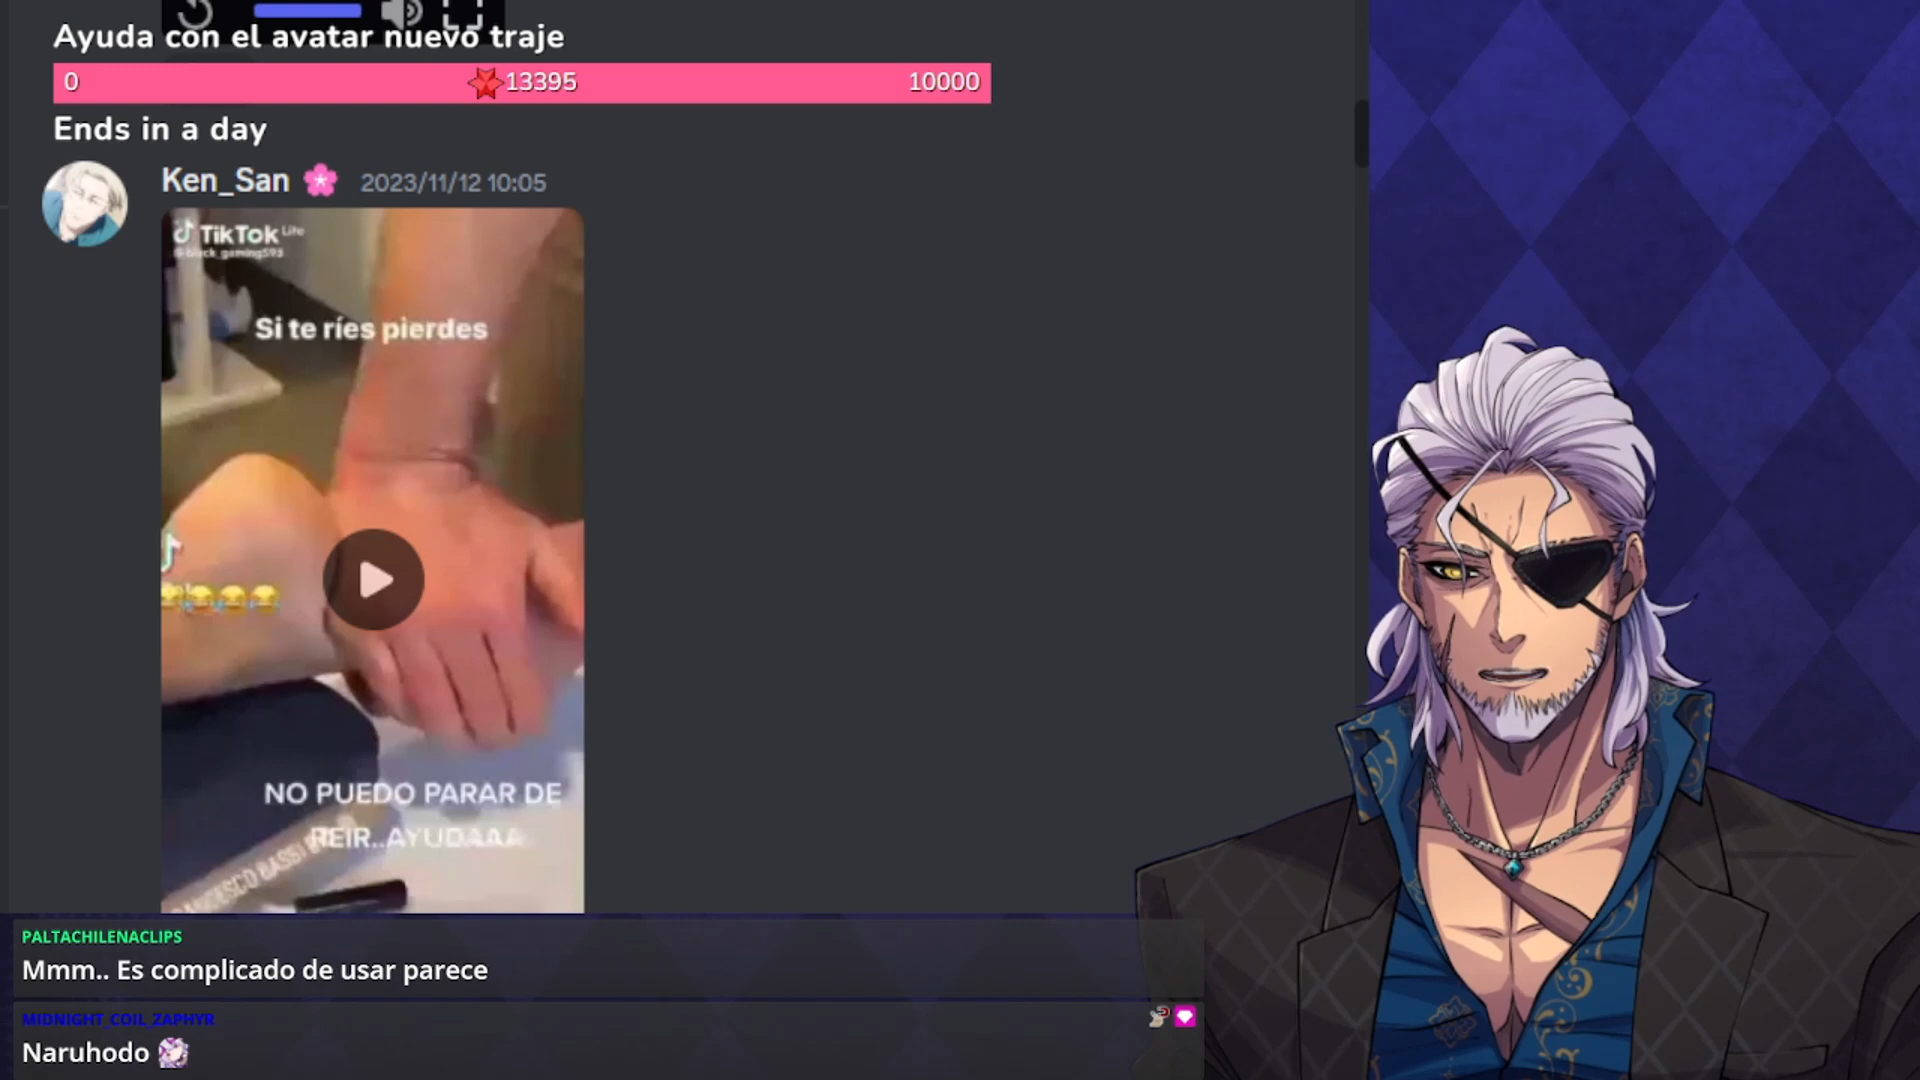 Ayuda con el avatar nuevo traje
0 13395 10000
Ends in a day
Ken_San 2023/11/12 10:05
TikTok Lite
@black_gaming593
Si te ríes pierdes
NO PUEDO PARAR DE
REIR..AYUDAAA
PALTACHILENACLIPS
Mmm.. Es complicado de usar parece
MIDNIGHT_COIL_ZAPHYR
Naruhodo